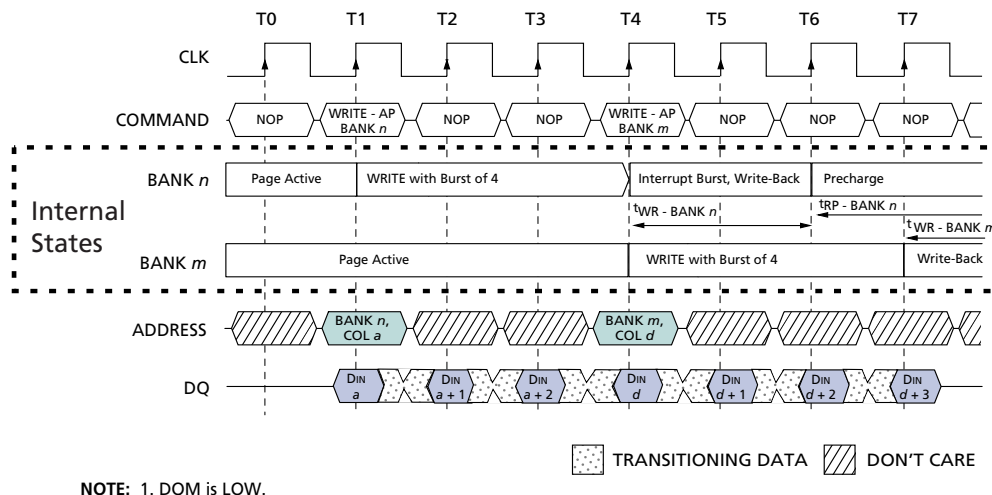 T0 T1 T2 T3 T4 T5 T6 T7
CLK
COMMAND NOP WRITE - AP BANK n NOP NOP WRITE - AP BANK m NOP NOP NOP
Internal States
BANK n Page Active WRITE with Burst of 4 Interrupt Burst, Write-Back Precharge
tWR - BANK n tRP - BANK n
tWR - BANK m
BANK m Page Active WRITE with Burst of 4 Write-Back
ADDRESS BANK n, COL a BANK m, COL d
DQ DIN a DIN a + 1 DIN a + 2 DIN d DIN d + 1 DIN d + 2 DIN d + 3
TRANSITIONING DATA DON'T CARE
NOTE: 1. DQM is LOW.